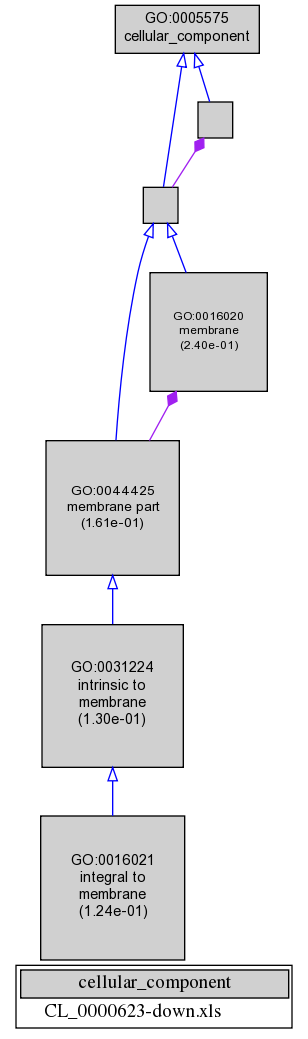 GO:0005575
cellular_component
GO:0016020
membrane
(2.40e-01)
GO:0044425
membrane part
(1.61e-01)
GO:0031224
intrinsic to
membrane
(1.30e-01)
GO:0016021
integral to
membrane
(1.24e-01)
cellular_component
CL_0000623-down.xls